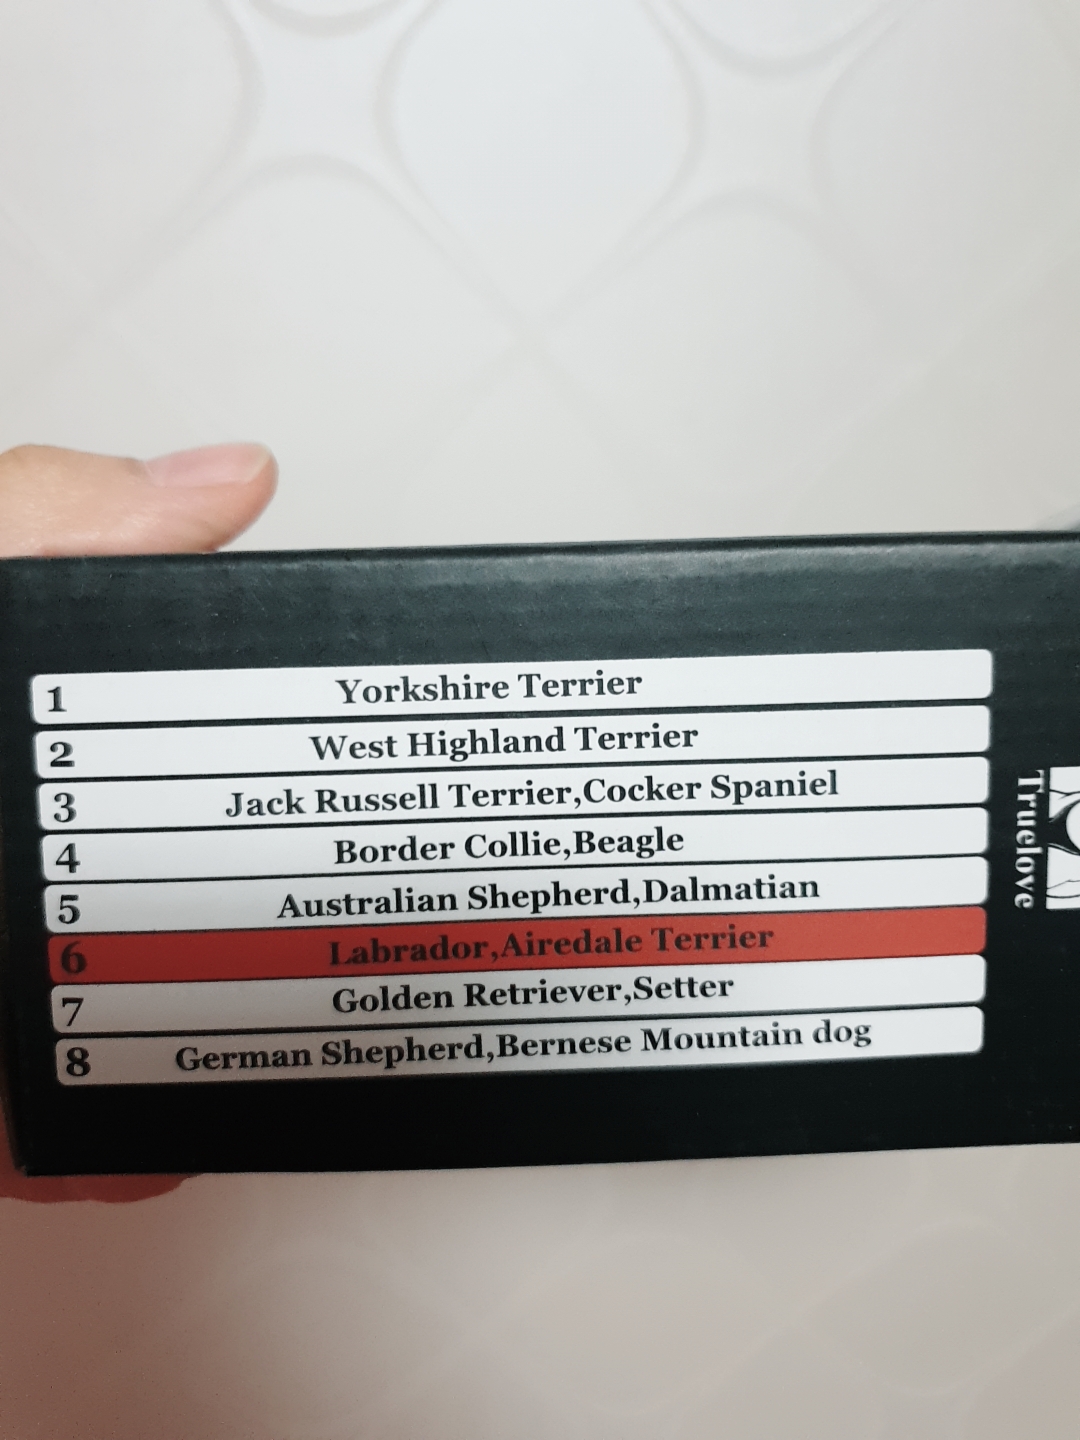 1 Yorkshire Terrier
2 West Highland Terrier
3 Jack Russell Terrier,Cocker Spaniel
4 Border Collie,Beagle
5 Australian Shepherd,Dalmatian
6 Labrador,Airedale Terrier
7 Golden Retriever,Setter
8 German Shepherd,Bernese Mountain dog
Truelove